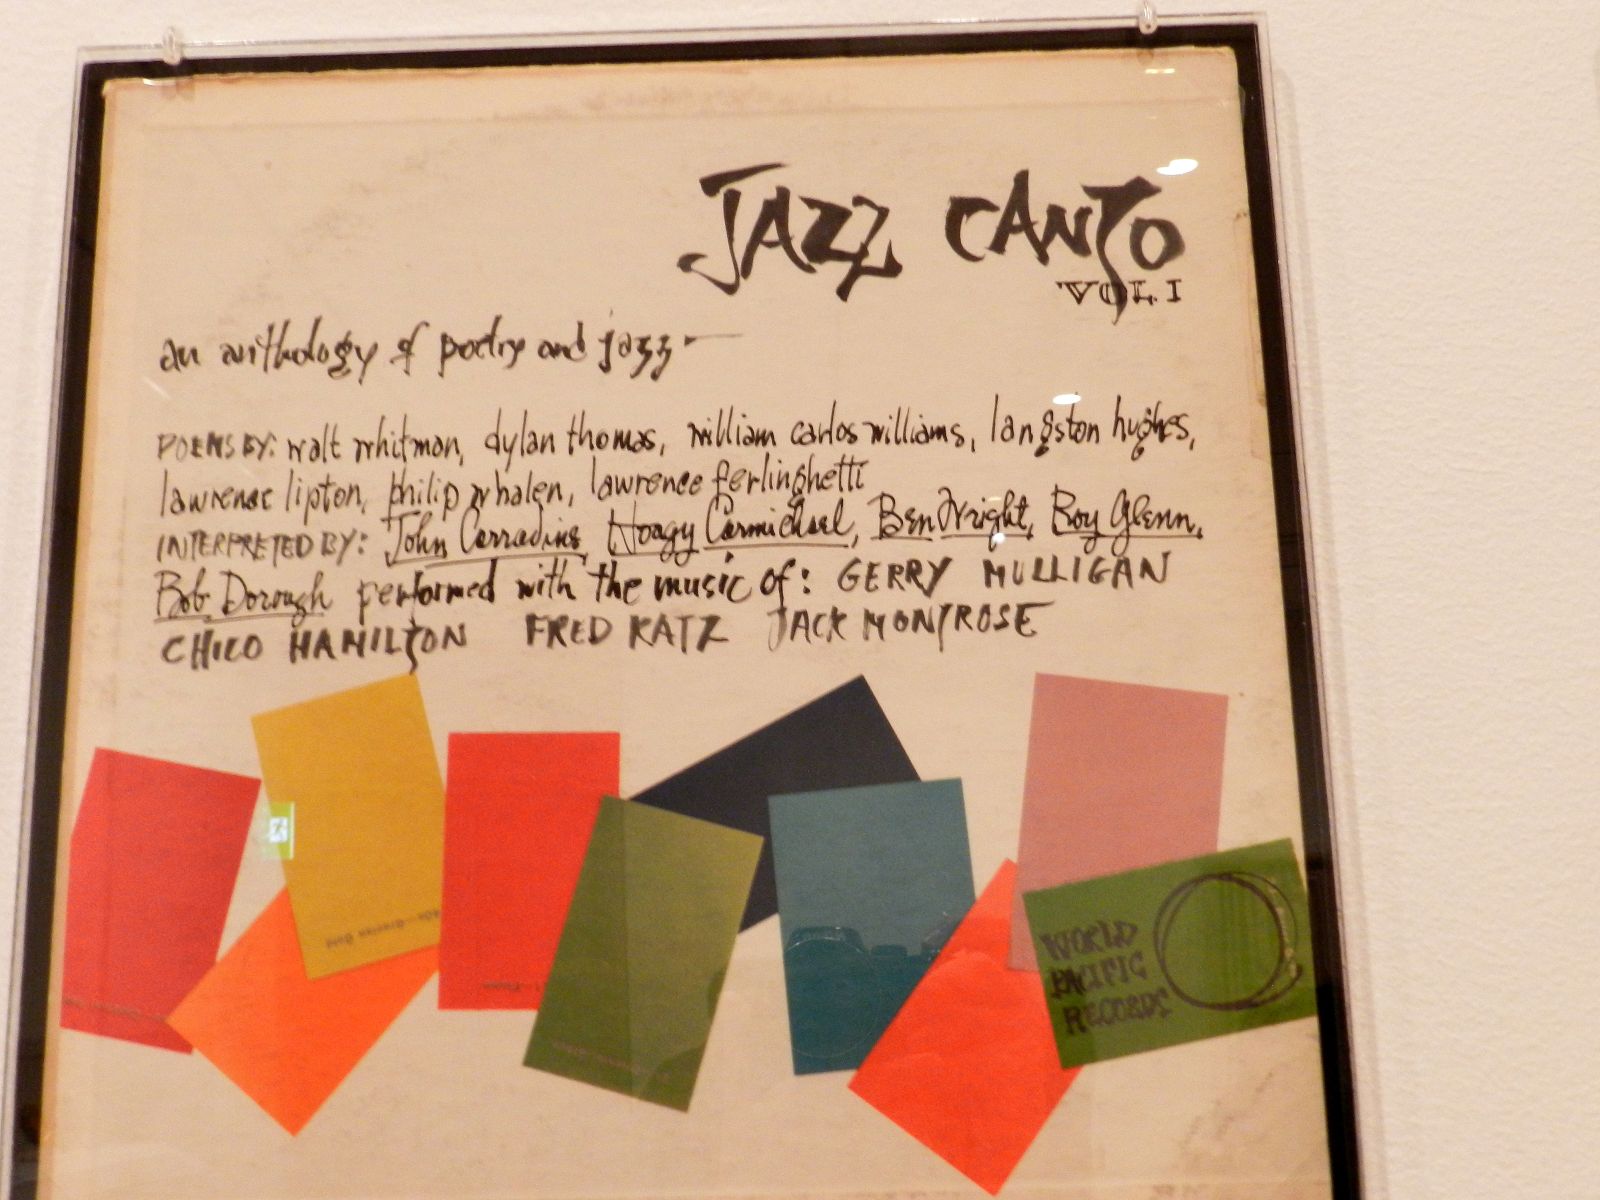 JAZZ CANTO
VOL. I
an anthology of poetry and jazz
POEMS BY: walt whitman, dylan thomas, william carlos williams, langston hughes,
lawrence lipton, philip whalen, lawrence ferlinghetti
INTERPRETED BY: John Carradine, Hoagy Carmichael, Ben Wright, Roy Glenn,
Bob Dorough performed with the music of: GERRY MULLIGAN
CHICO HAMILTON FRED KATZ JACK MONTROSE
WORLD
PACIFIC
RECORDS